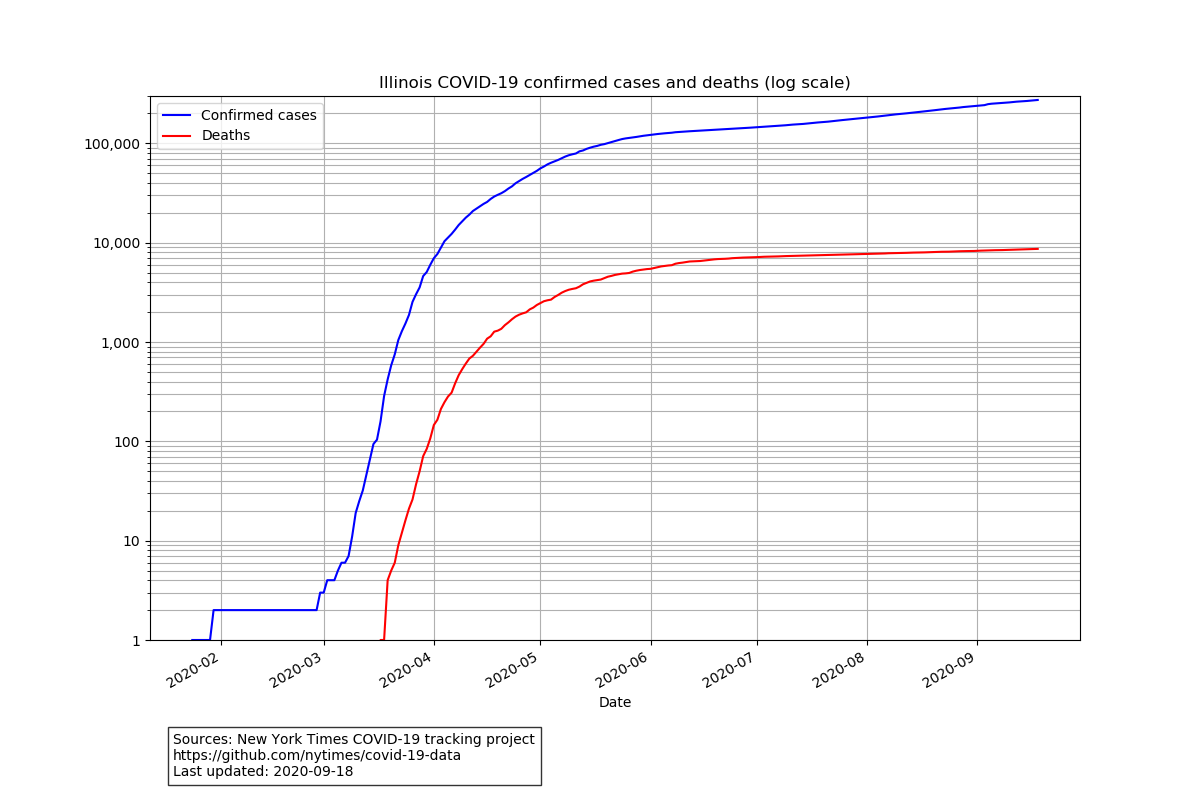 Illinois COVID-19 confirmed cases and deaths (log scale)
Confirmed cases
Deaths
100,000
10,000
1,000
100
10
1
2020-02
2020-03
2020-04
2020-05
2020-06
2020-07
2020-08
2020-09
Date
Sources: New York Times COVID-19 tracking project
https://github.com/nytimes/covid-19-data
Last updated: 2020-09-18